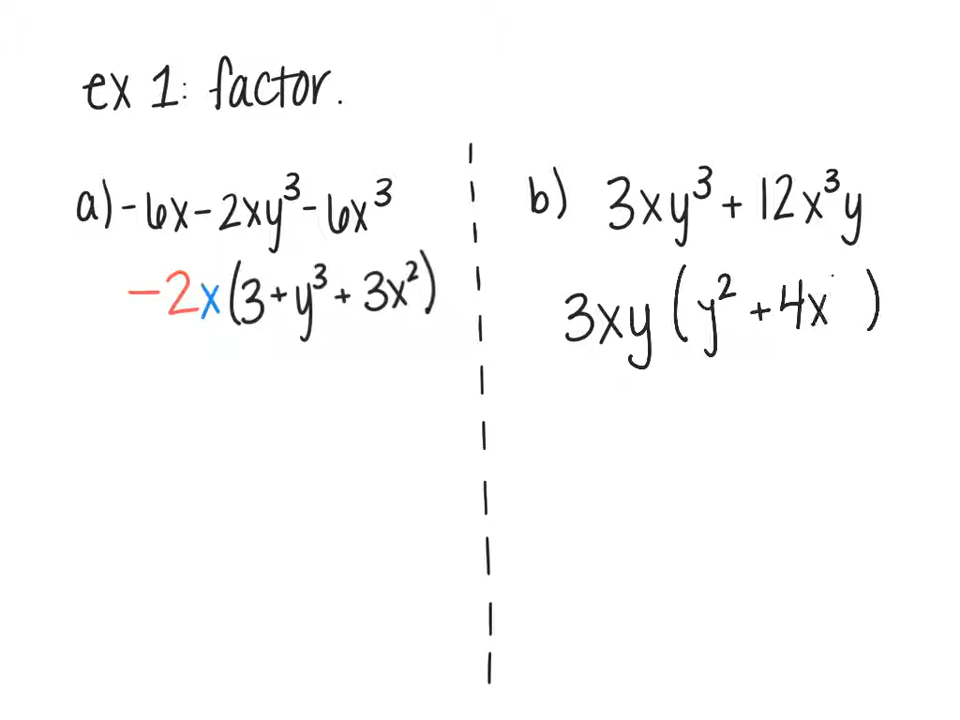 ex 1: factor.
a) -6x - 2xy³ - 6x³
-2x(3 + y³ + 3x²)
b) 3xy³ + 12x³y
3xy(y² + 4x )